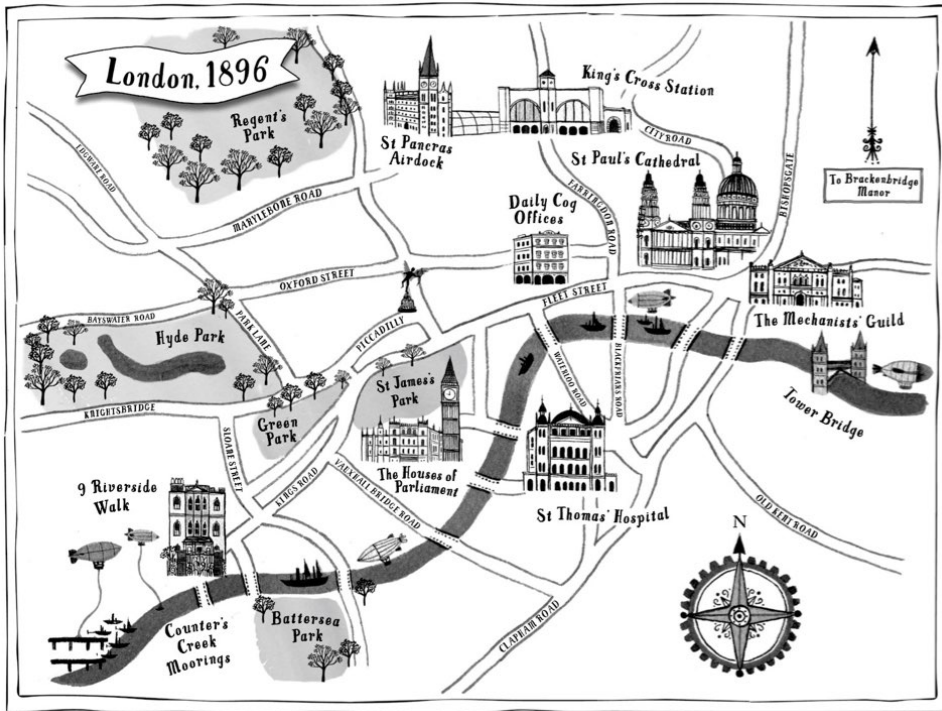 London, 1896
Regent's
Park
King's Cross Station
St Pancras
Airdock
CITY ROAD
St Paul's Cathedral
BISHOPSGATE
To Brackenbridge
Manor
EDGWARE ROAD
MARYLEBONE ROAD
Daily Cog
Offices
FARRINGDON ROAD
OXFORD STREET
FLEET STREET
BAYSWATER ROAD
PARK LANE
PICCADILLY
The Mechanists' Guild
Hyde Park
WATERLOO ROAD
BLACKFRIARS ROAD
St James's
Park
Tower Bridge
KNIGHTSBRIDGE
Green
Park
SLOANE STREET
The Houses of
Parliament
9 Riverside
Walk
KINGS ROAD
VAUXHALL BRIDGE ROAD
St Thomas' Hospital
OLD KENT ROAD
N
Counter's
Creek
Moorings
Battersea
Park
CLAPHAM ROAD